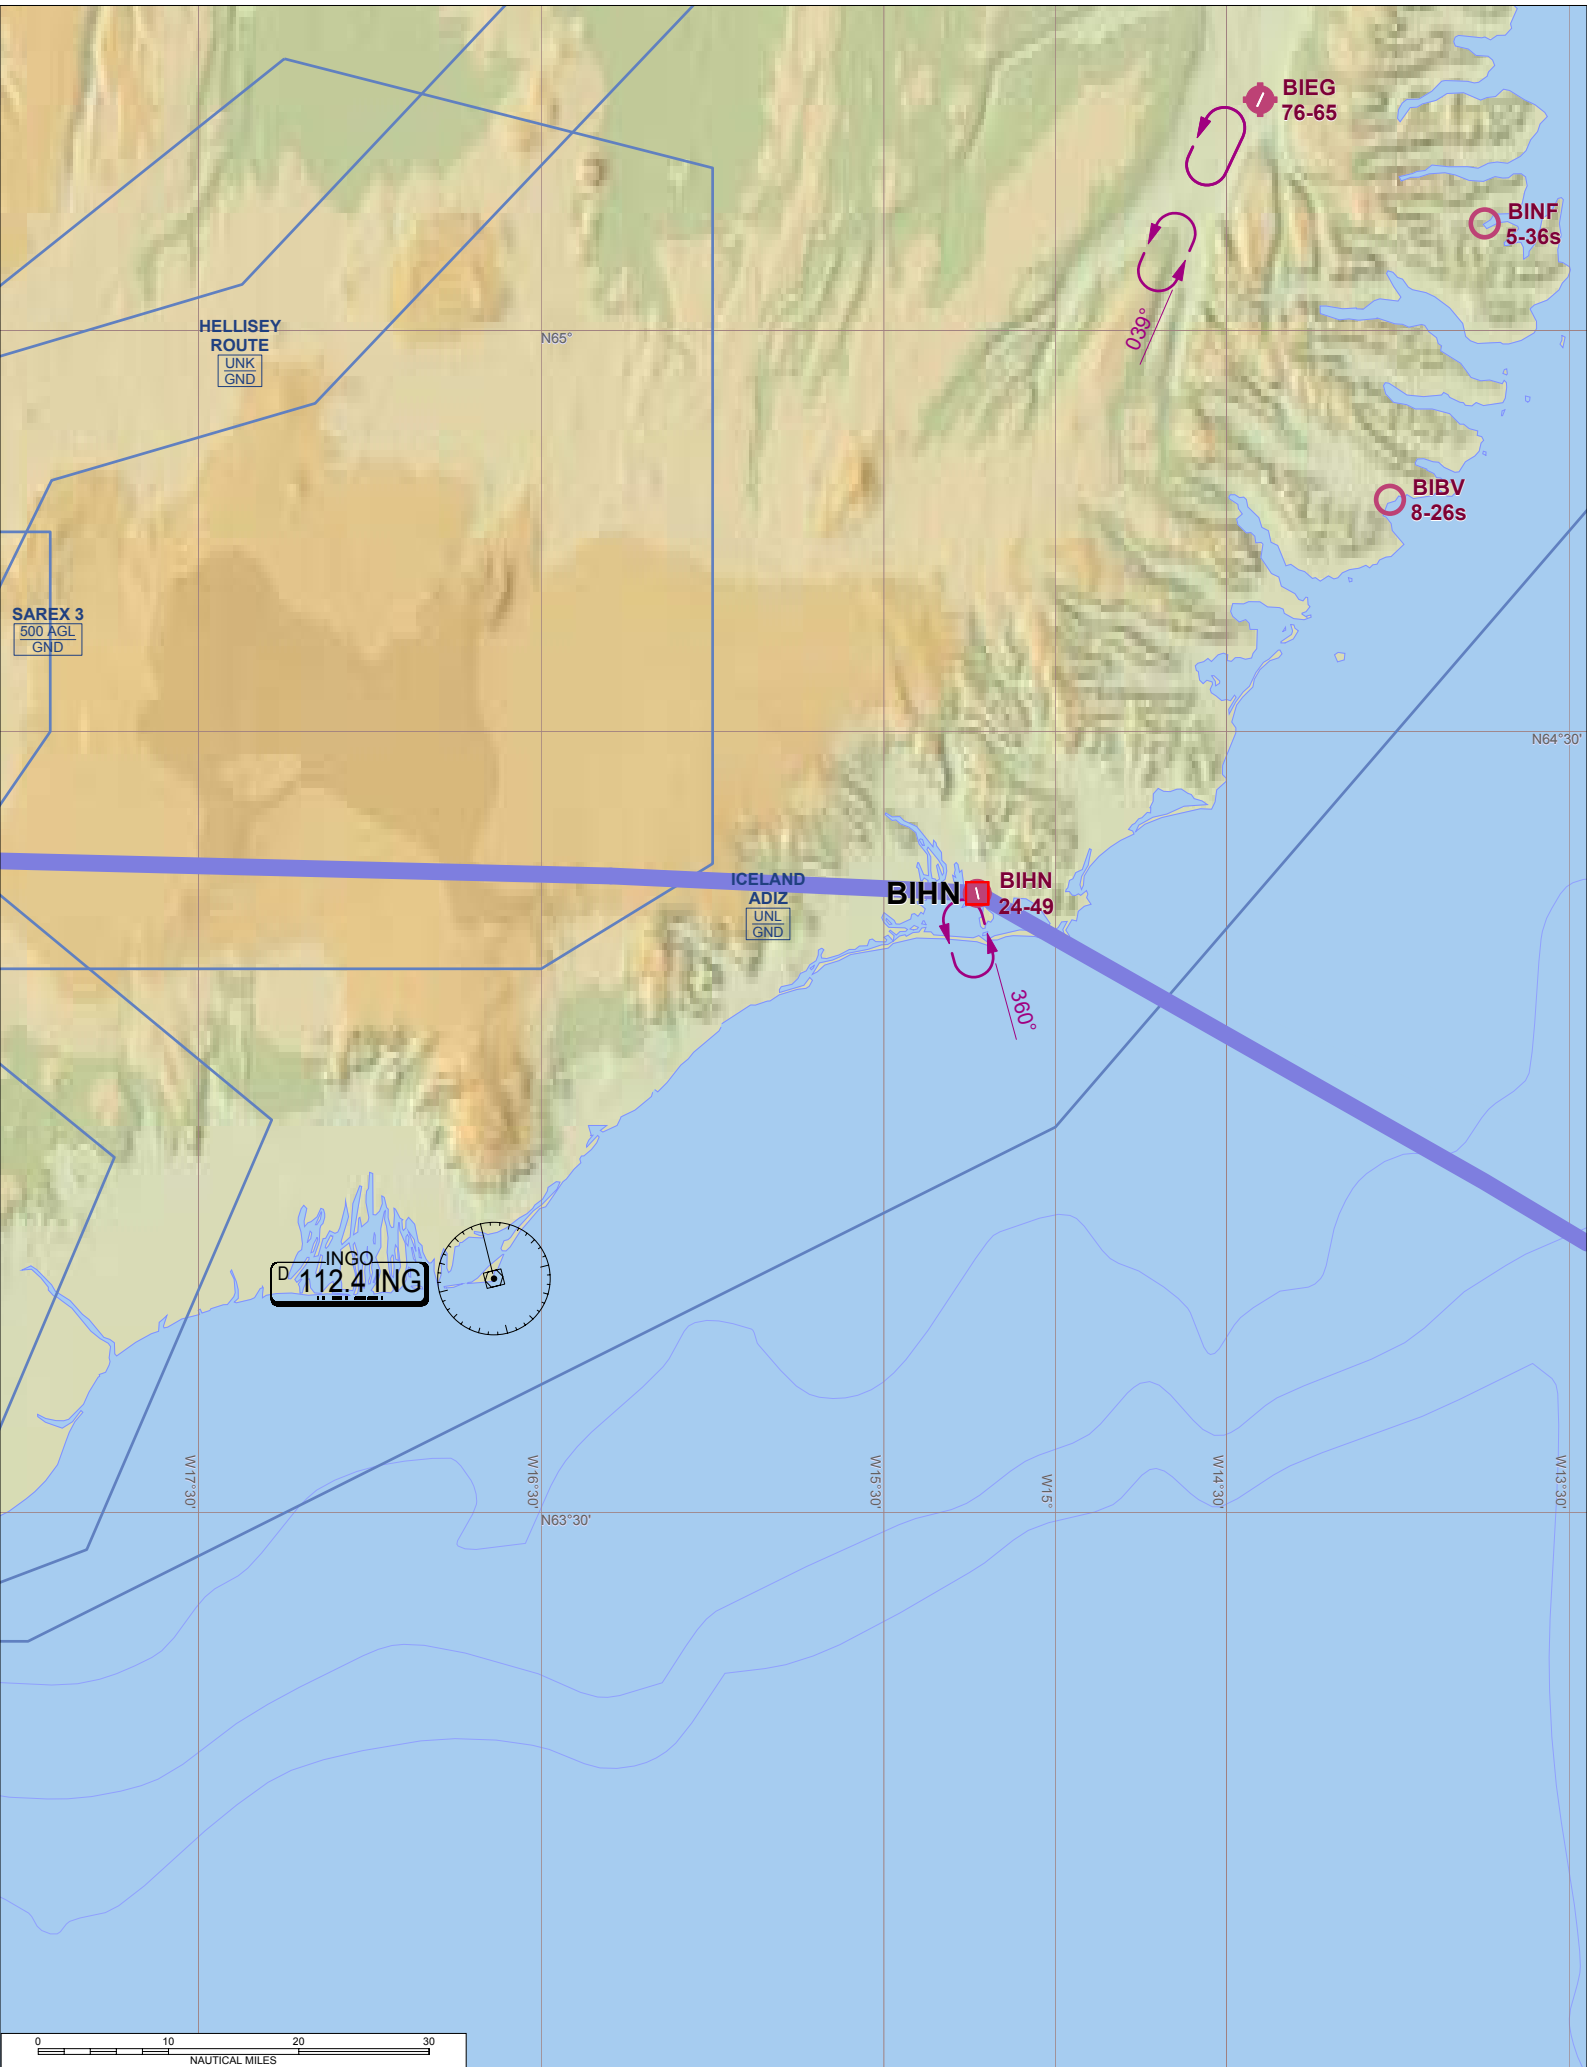 BIEG
76-65
BINF
5-36s
039°
HELLISEY
ROUTE
UNK
GND
N65°
BIBV
8-26s
SAREX 3
500 AGL
GND
N64°30'
ICELAND
ADIZ
UNL
GND
BIHN
BIHN
24-49
360°
INGO
D 112.4 ING
W17°30'
W16°30'
W15°30'
W15°
W14°30'
W13°30'
N63°30'
0 10 20 30
NAUTICAL MILES